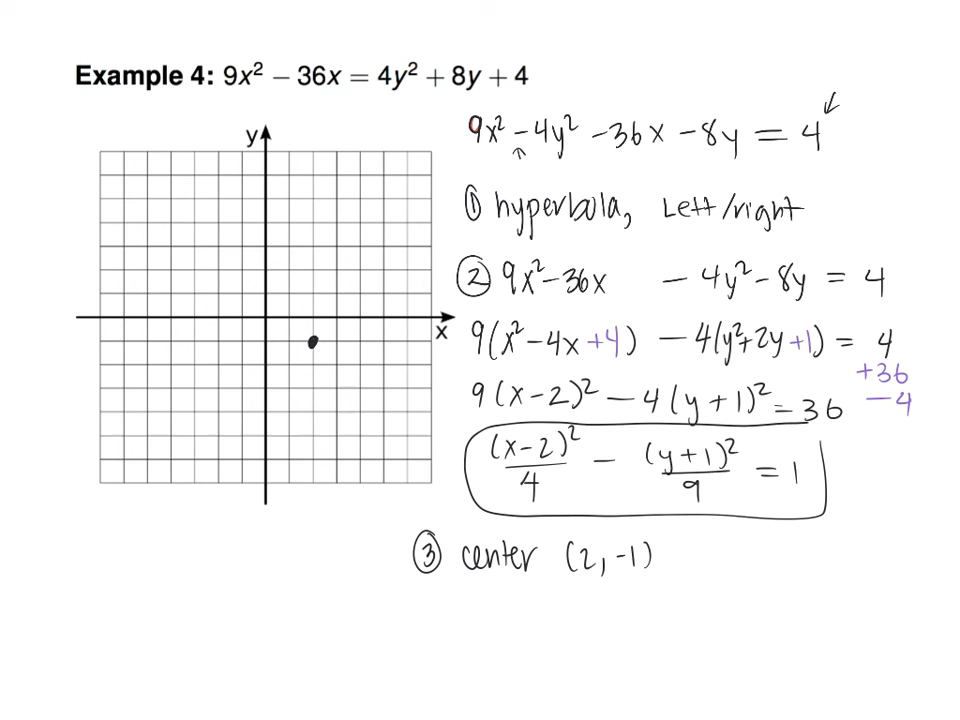 Example 4: 9x² − 36x = 4y² + 8y + 4
9x² − 4y² − 36x − 8y = 4
y
① hyperbola, Left/right
② 9x² − 36x − 4y² − 8y = 4
x
9(x² − 4x + 4) − 4(y² + 2y + 1) = 4
+36
9(x − 2)² − 4(y + 1)² = 36
−4
(x − 2)²/4 − (y + 1)²/9 = 1
③ center (2, −1)